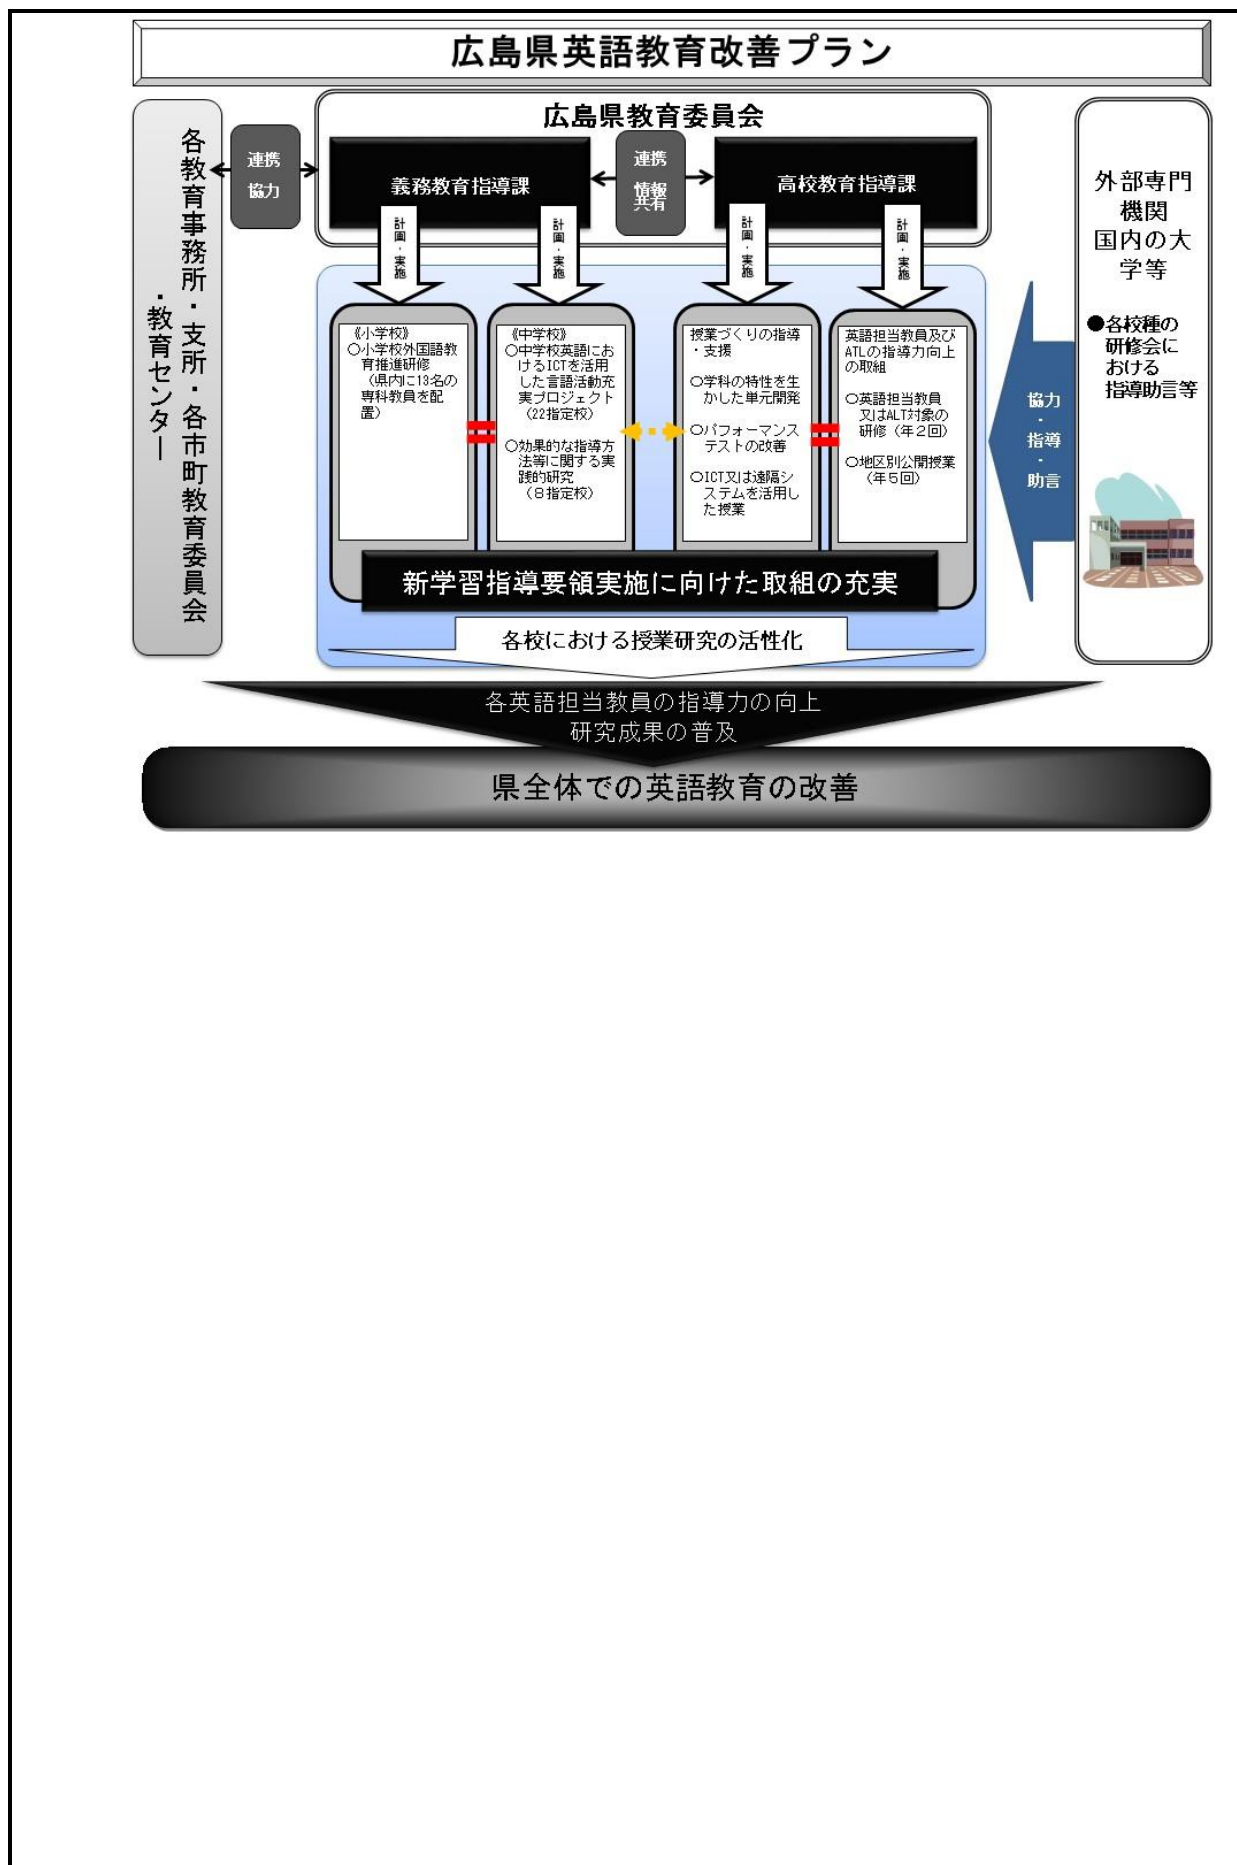 広島県英語教育改善プラン
各教育事務所・支所・各市町教育委員会
・教育センター
連携
協力
広島県教育委員会
義務教育指導課
連携
情報
共有
高校教育指導課
計画・実施
計画・実施
計画・実施
計画・実施
《小学校》
○小学校外国語教
育推進研修
（県内に13名の
専科教員を配
置）
《中学校》
○中学校英語にお
けるICTを活用
した言語活動充
実プロジェクト
（22指定校）
○効果的な指導方
法等に関する実
践的研究
（８指定校）
授業づくりの指導
・支援
○学科の特性を生
かした単元開発
○パフォーマンス
テストの改善
○ICT又は遠隔シ
ステムを活用し
た授業
英語担当教員及び
ATLの指導力向上
の取組
○英語担当教員
又はALT対象の
研修（年２回）
○地区別公開授業
（年５回）
新学習指導要領実施に向けた取組の充実
各校における授業研究の活性化
協力
・
指導
・
助言
外部専門
機関
国内の大
学等
●各校種の
研修会に
おける
指導助言等
各英語担当教員の指導力の向上
研究成果の普及
県全体での英語教育の改善